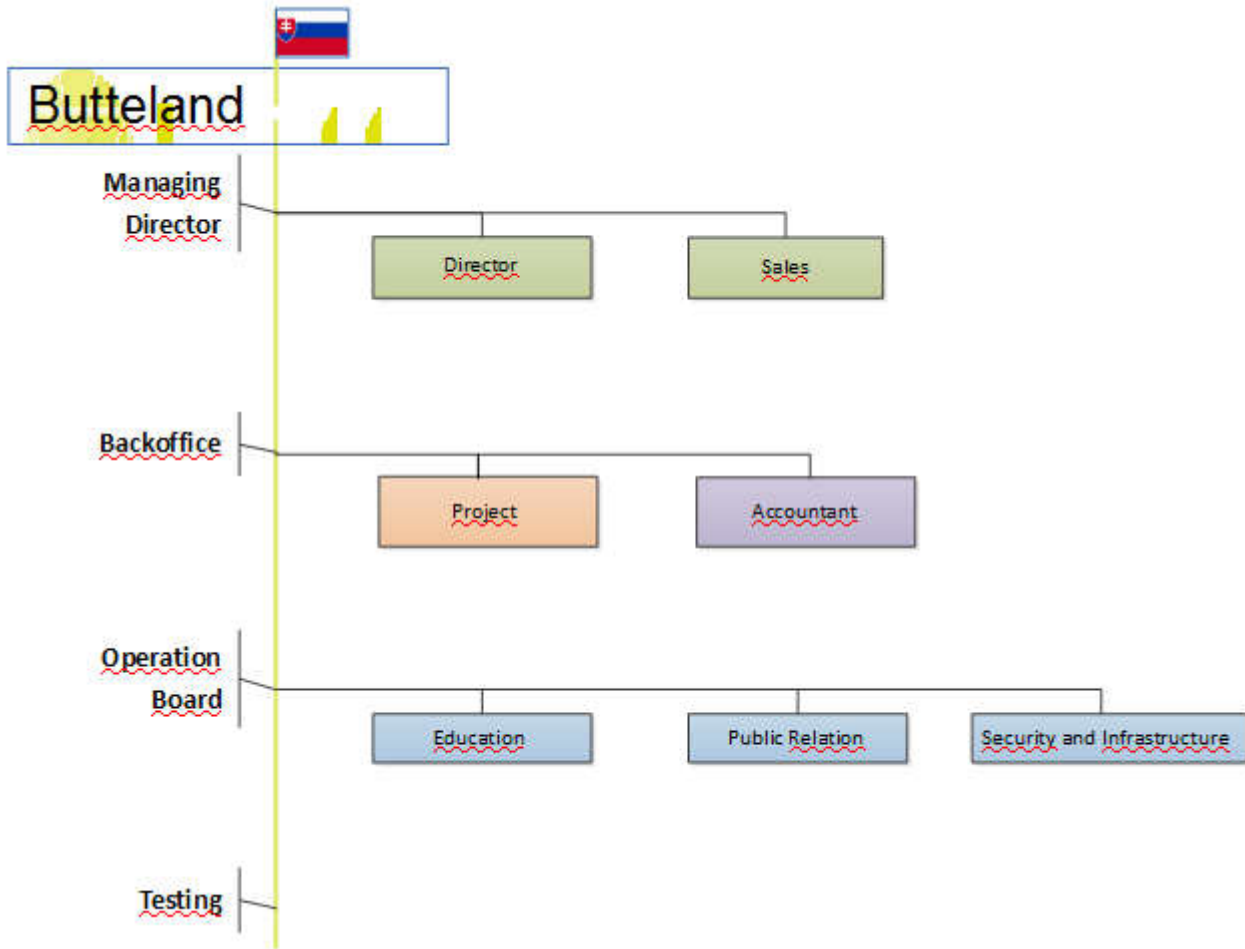 Butteland
Managing
Director
Director
Sales
Backoffice
Project
Accountant
Operation
Board
Education
Public Relation
Security and Infrastructure
Testing